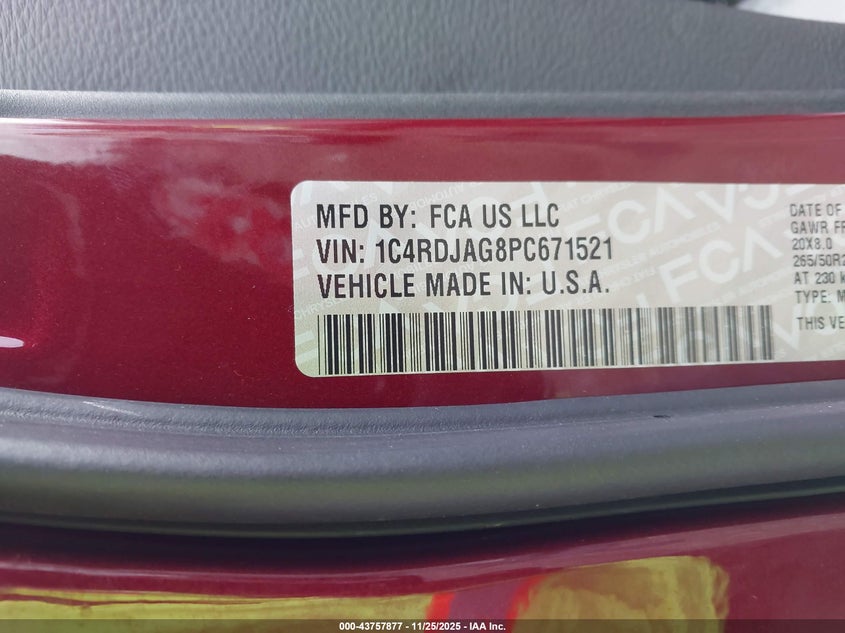 MFD BY: FCA US LLC
VIN: 1C4RDJAG8PC671521
VEHICLE MADE IN: U.S.A.
DATE OF
GAWR FR
20X8.0
265/50R2
AT 230 K
TYPE: M
THIS VE
000-43757877 - 11/25/2025 - IAA Inc.